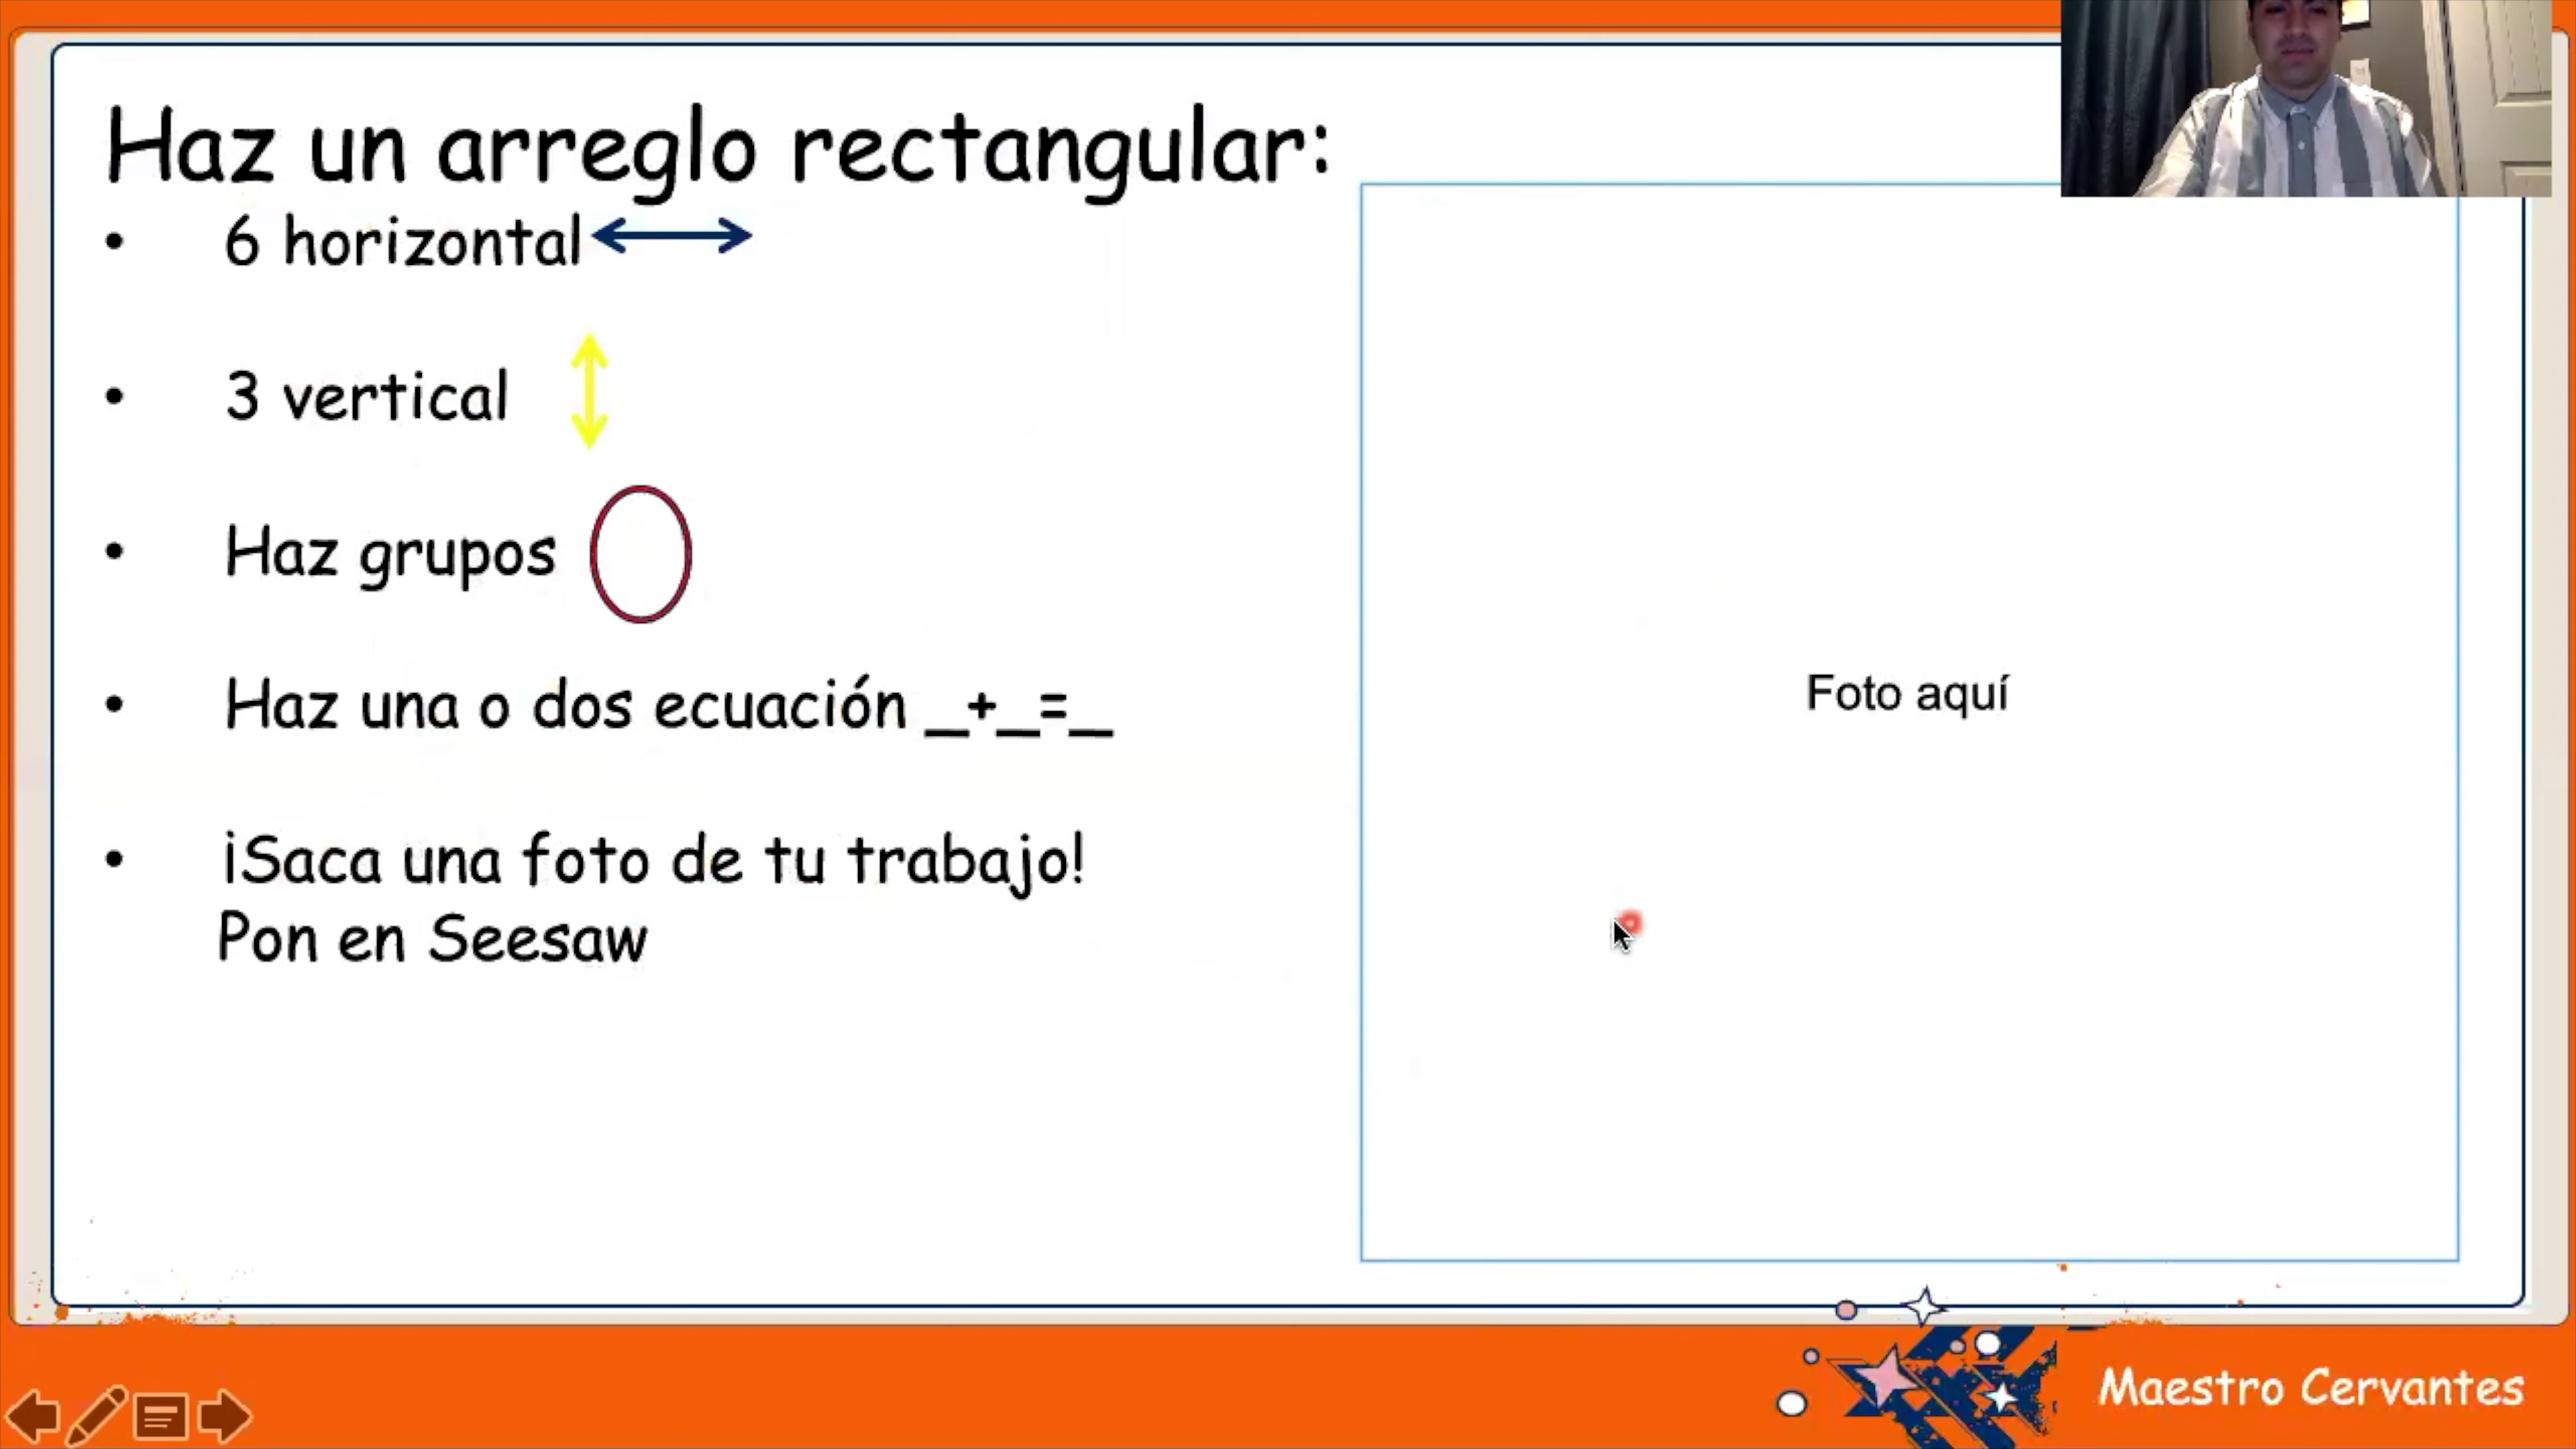 Haz un arreglo rectangular:
• 6 horizontal
• 3 vertical
• Haz grupos
• Haz una o dos ecuación _+_=_
• ¡Saca una foto de tu trabajo!
Pon en Seesaw
Foto aquí
Maestro Cervantes